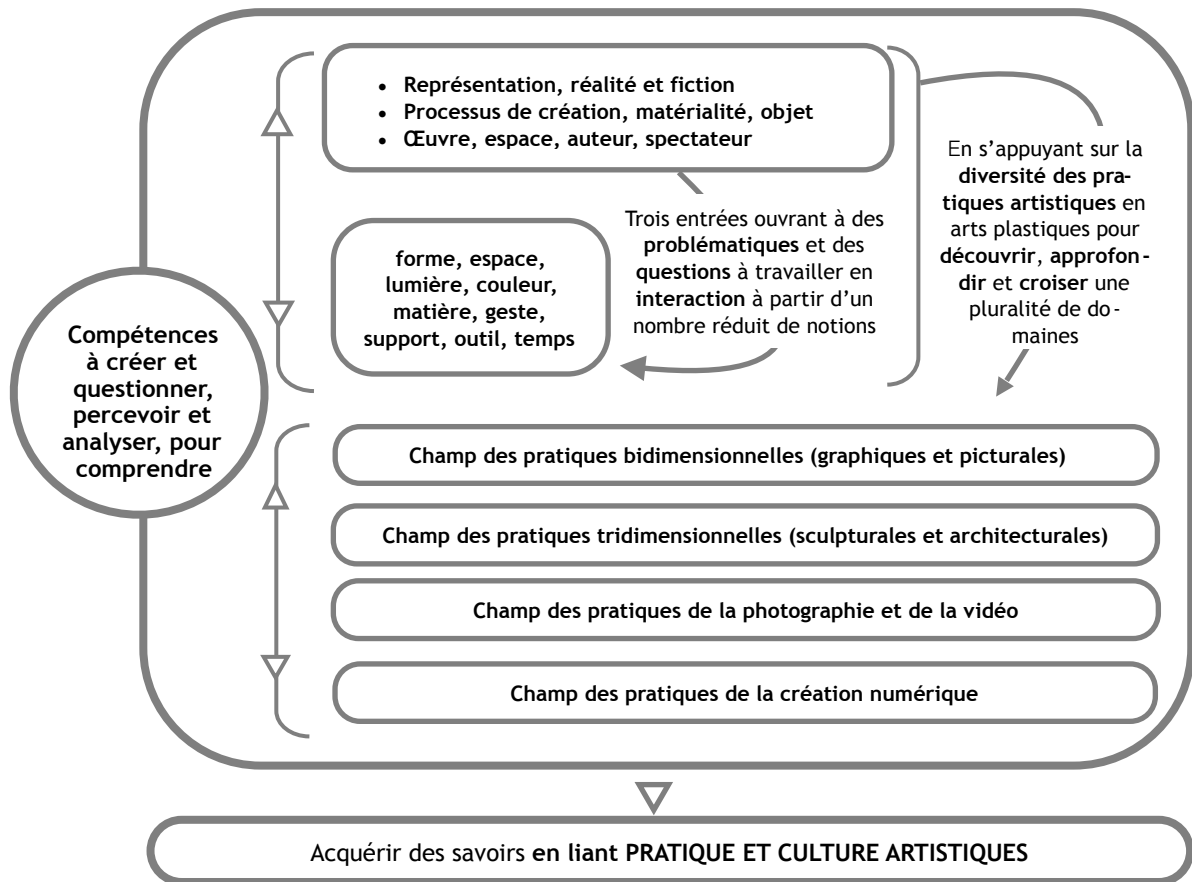 • Représentation, réalité et fiction
• Processus de création, matérialité, objet
• Œuvre, espace, auteur, spectateur
En s’appuyant sur la
diversité des pra-
tiques artistiques en
arts plastiques pour
découvrir, approfon-
dir et croiser une
pluralité de do-
maines
Trois entrées ouvrant à des
problématiques et des
questions à travailler en
interaction à partir d’un
nombre réduit de notions
forme, espace,
lumière, couleur,
matière, geste,
support, outil, temps
Compétences
à créer et
questionner,
percevoir et
analyser, pour
comprendre
Champ des pratiques bidimensionnelles (graphiques et picturales)
Champ des pratiques tridimensionnelles (sculpturales et architecturales)
Champ des pratiques de la photographie et de la vidéo
Champ des pratiques de la création numérique
Acquérir des savoirs en liant PRATIQUE ET CULTURE ARTISTIQUES